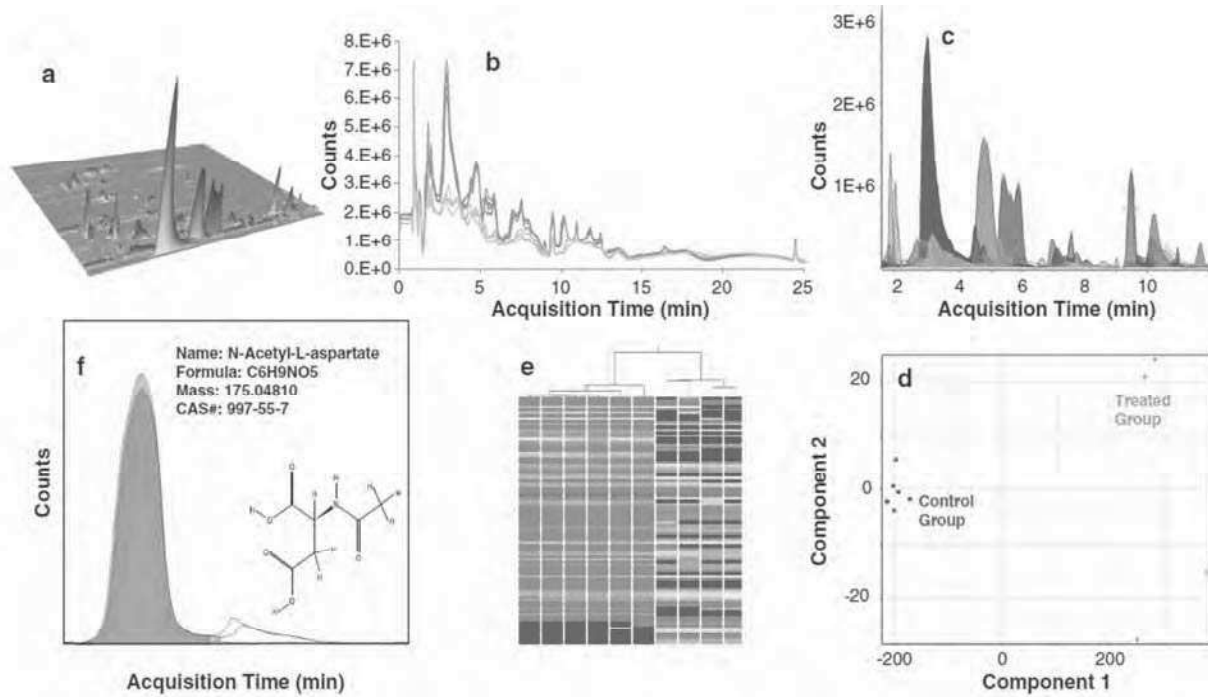 a
b
8.E+6
7.E+6
6.E+6
5.E+6
4.E+6
3.E+6
2.E+6
1.E+6
0.E+0
Counts
0
5
10
15
20
25
Acquisition Time (min)
c
3E+6
2E+6
1E+6
Counts
2
4
6
8
10
Acquisition Time (min)
f
Name: N-Acetyl-L-aspartate
Formula: C6H9NO5
Mass: 175.04810
CAS#: 997-55-7
Counts
Acquisition Time (min)
e
d
20
0
-20
Component 2
Treated
Group
Control
Group
-200
0
200
Component 1